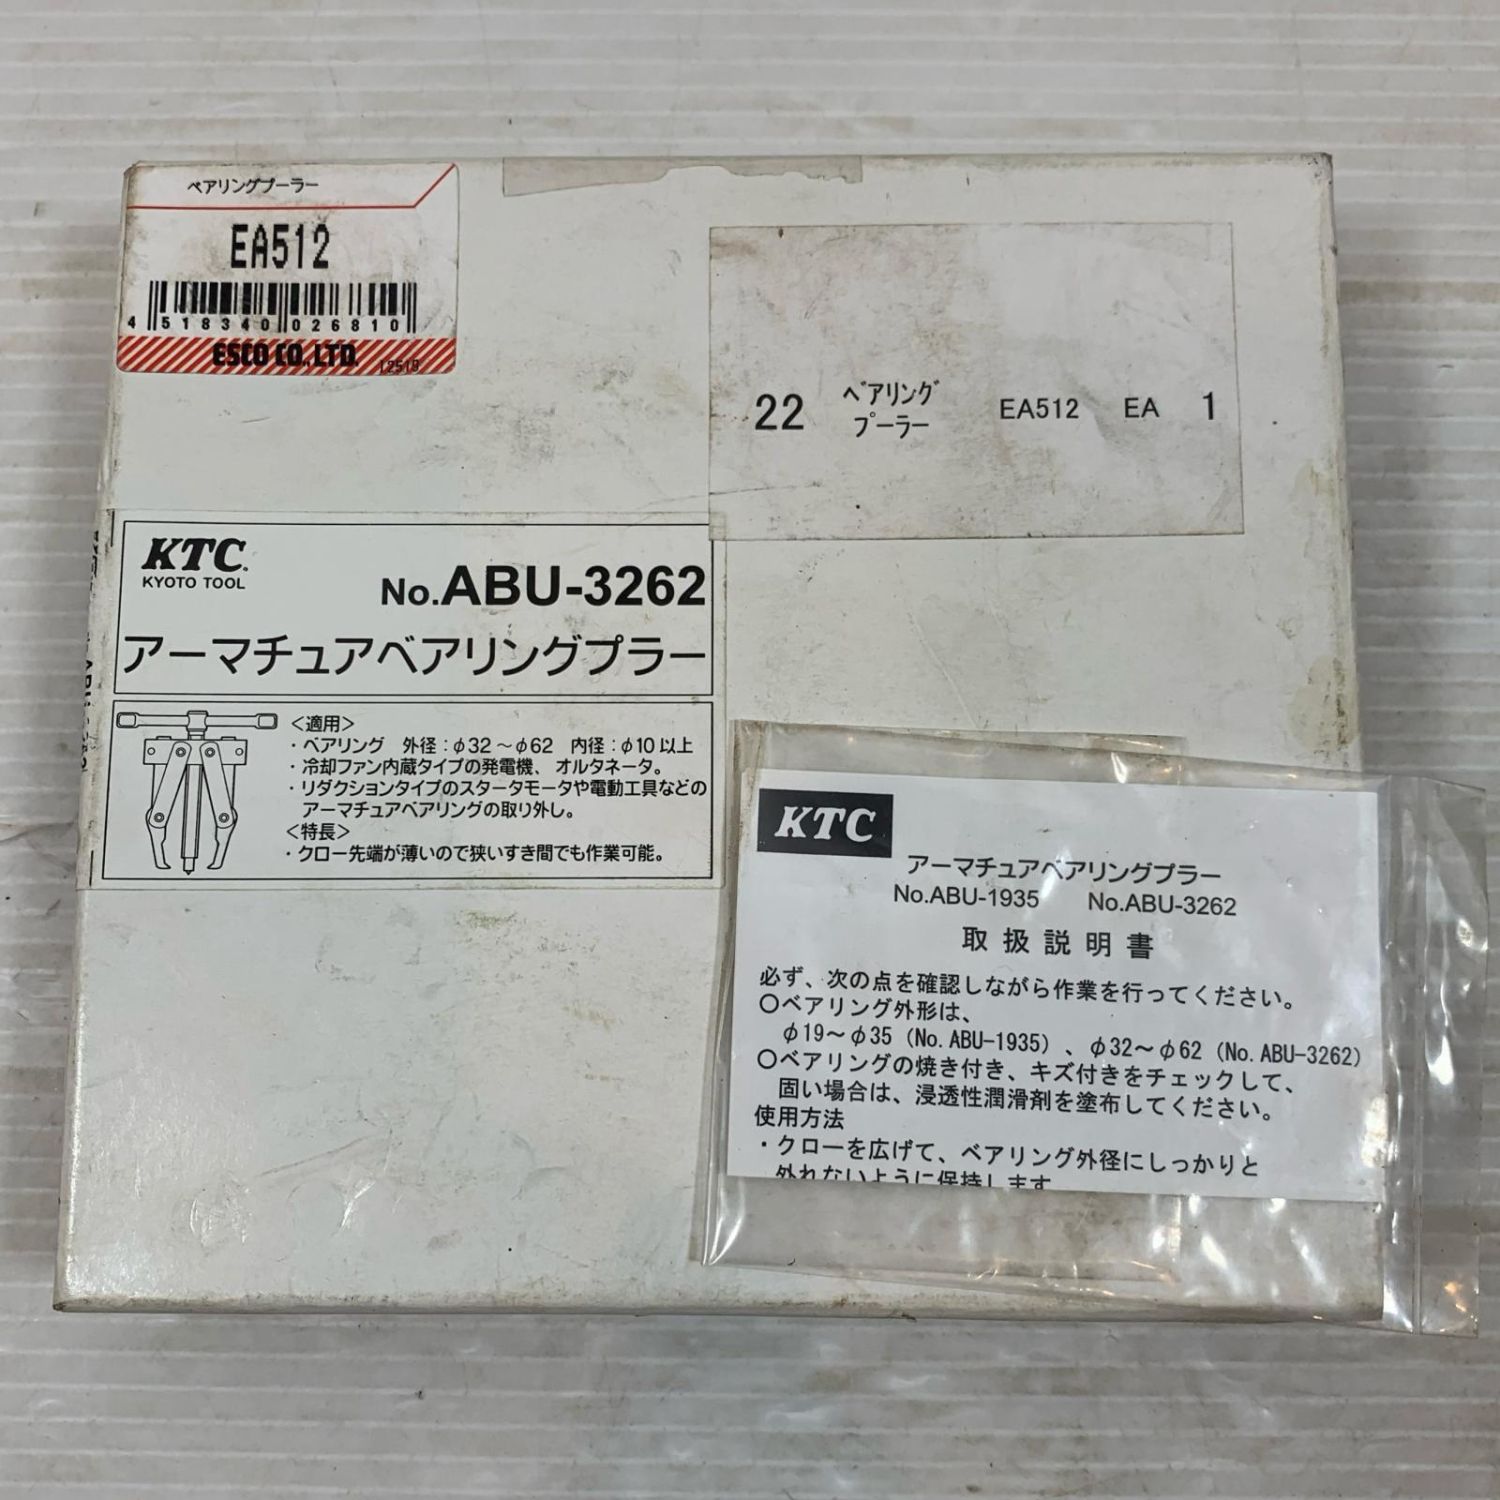 ベアリングプーラー
EA512
4 518340 026810
ESCO CO.,LTD.
12519
22 ベアリング プーラー EA512 EA 1
KTC
KYOTO TOOL
No.ABU-3262
アーマチュアベアリングプラー
<適用>
・ベアリング 外径:φ32～φ62 内径:φ10以上
・冷却ファン内蔵タイプの発電機、オルタネータ。
・リダクションタイプのスタータモータや電動工具などの
アーマチュアベアリングの取り外し。
<特長>
・クロー先端が薄いので狭いすき間でも作業可能。
KTC
アーマチュアベアリングプラー
No.ABU-1935 No.ABU-3262
取扱説明書
必ず、次の点を確認しながら作業を行ってください。
○ベアリング外形は、
φ19～φ35 (No.ABU-1935)、φ32～φ62 (No.ABU-3262)
○ベアリングの焼き付き、キズ付きをチェックして、
固い場合は、浸透性潤滑剤を塗布してください。
使用方法
・クローを広げて、ベアリング外径にしっかりと
外れないように保持します